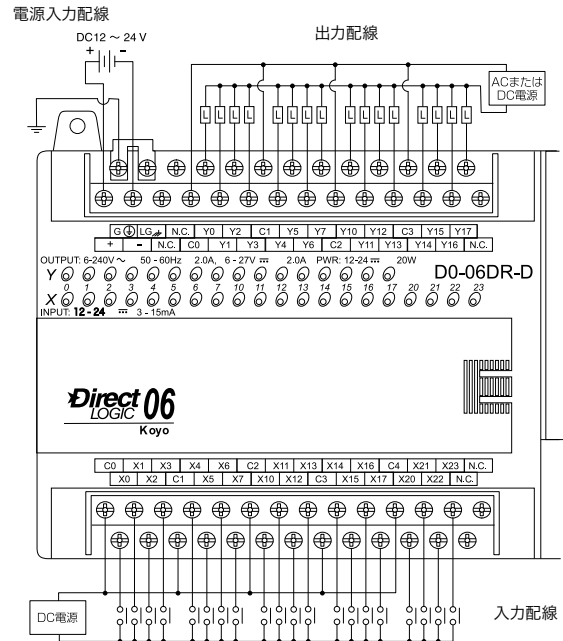 電源入力配線
DC12 ～ 24 V
+ -
出力配線
ACまたは
DC電源
L L L L L L L L L L L L L L L L
G LG N.C. Y0 Y2 C1 Y5 Y7 Y10 Y12 C3 Y15 Y17
+ - N.C. C0 Y1 Y3 Y4 Y6 C2 Y11 Y13 Y14 Y16 N.C.
OUTPUT: 6-240V ～ 50 - 60Hz 2.0A, 6 - 27V ⎓ 2.0A PWR: 12-24 ⎓ 20W
Y
D0-06DR-D
0 1 2 3 4 5 6 7 10 11 12 13 14 15 16 17 20 21 22 23
X
INPUT: 12 - 24 ⎓ 3 - 15mA
Direct
LOGIC 06
Koyo
C0 X1 X3 X4 X6 C2 X11 X13 X14 X16 C4 X21 X23 N.C.
X0 X2 C1 X5 X7 X10 X12 C3 X15 X17 X20 X22 N.C.
DC電源
入力配線